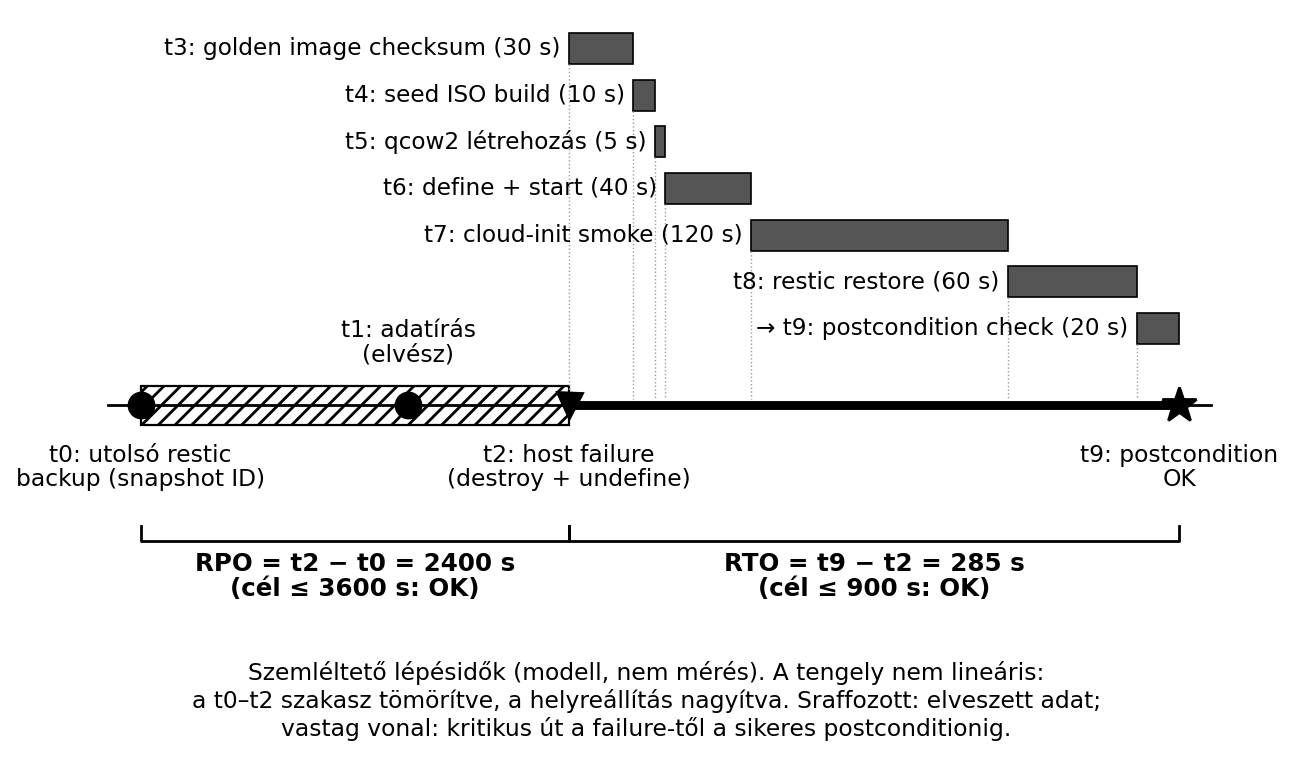 t3: golden image checksum (30 s)
t4: seed ISO build (10 s)
t5: qcow2 létrehozás (5 s)
t6: define + start (40 s)
t7: cloud-init smoke (120 s)
t8: restic restore (60 s)
→ t9: postcondition check (20 s)
t1: adatírás
(elvész)
t0: utolsó restic
backup (snapshot ID)
t2: host failure
(destroy + undefine)
t9: postcondition
OK
RPO = t2 − t0 = 2400 s
(cél ≤ 3600 s: OK)
RTO = t9 − t2 = 285 s
(cél ≤ 900 s: OK)
Szemléltető lépésidők (modell, nem mérés). A tengely nem lineáris:
a t0–t2 szakasz tömörítve, a helyreállítás nagyítva. Sraffozott: elveszett adat;
vastag vonal: kritikus út a failure-től a sikeres postconditionig.